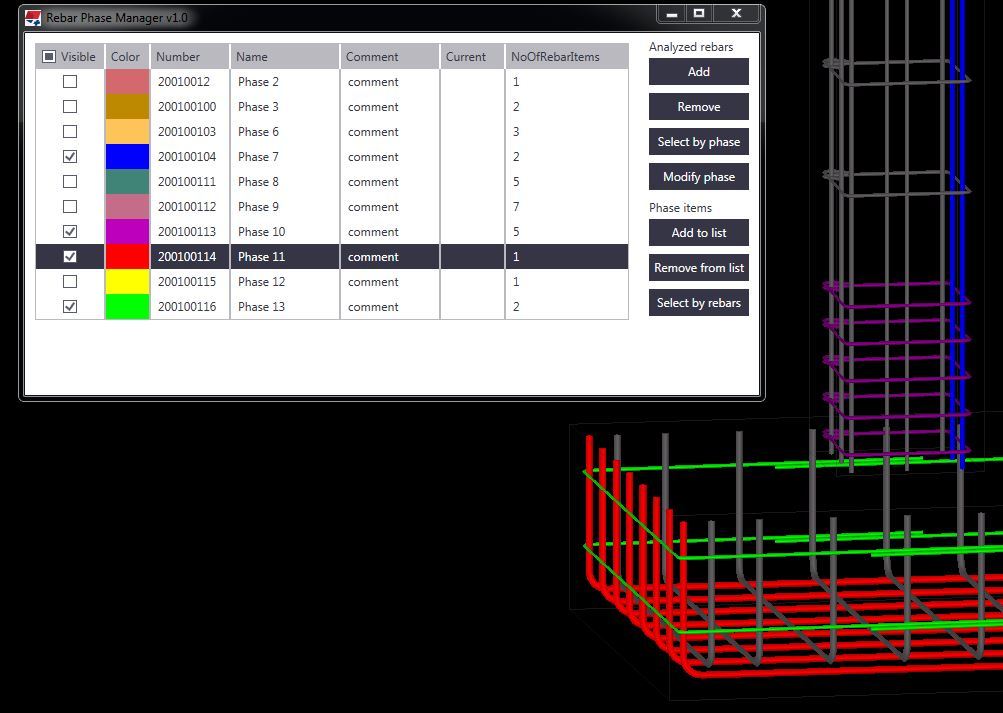 Rebar Phase Manager v1.0
Visible Color Number Name Comment Current NoOfRebarItems
20010012 Phase 2 comment 1
200100100 Phase 3 comment 2
200100103 Phase 6 comment 3
200100104 Phase 7 comment 2
200100111 Phase 8 comment 5
200100112 Phase 9 comment 7
200100113 Phase 10 comment 5
200100114 Phase 11 comment 1
200100115 Phase 12 comment 1
200100116 Phase 13 comment 2
Analyzed rebars
Add
Remove
Select by phase
Modify phase
Phase items
Add to list
Remove from list
Select by rebars